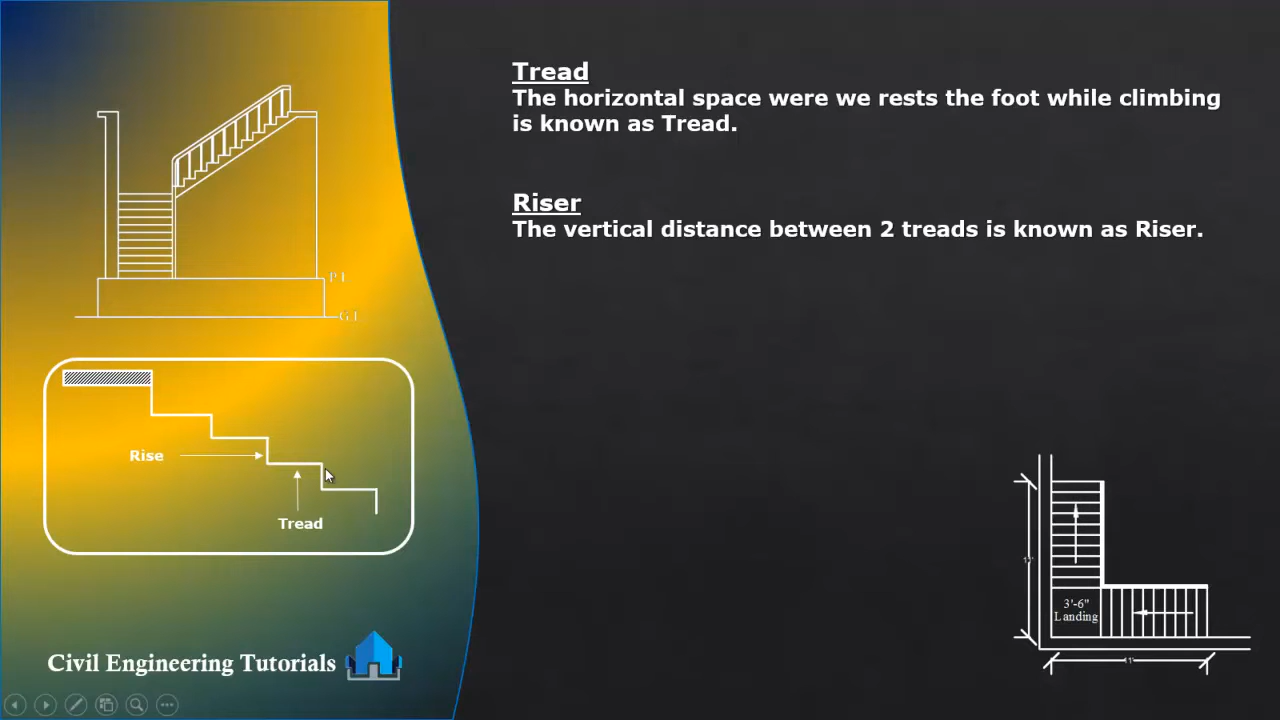 Tread
The horizontal space were we rests the foot while climbing
is known as Tread.
Riser
The vertical distance between 2 treads is known as Riser.
Rise
Tread
3'-6"
Landing
Civil Engineering Tutorials